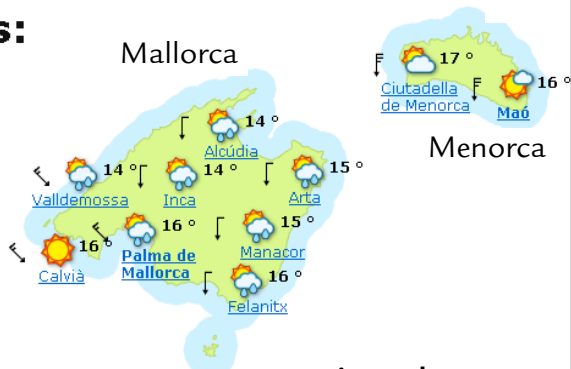 s:
Mallorca
17 °
Ciutadella
de Menorca
16 °
Maó
Menorca
14 °
Alcúdia
14 °
Valldemossa
14 °
Inca
15 °
Arta
16 °
Palma de
Mallorca
15 °
Manacor
16 °
Calvià
16 °
Felanitx